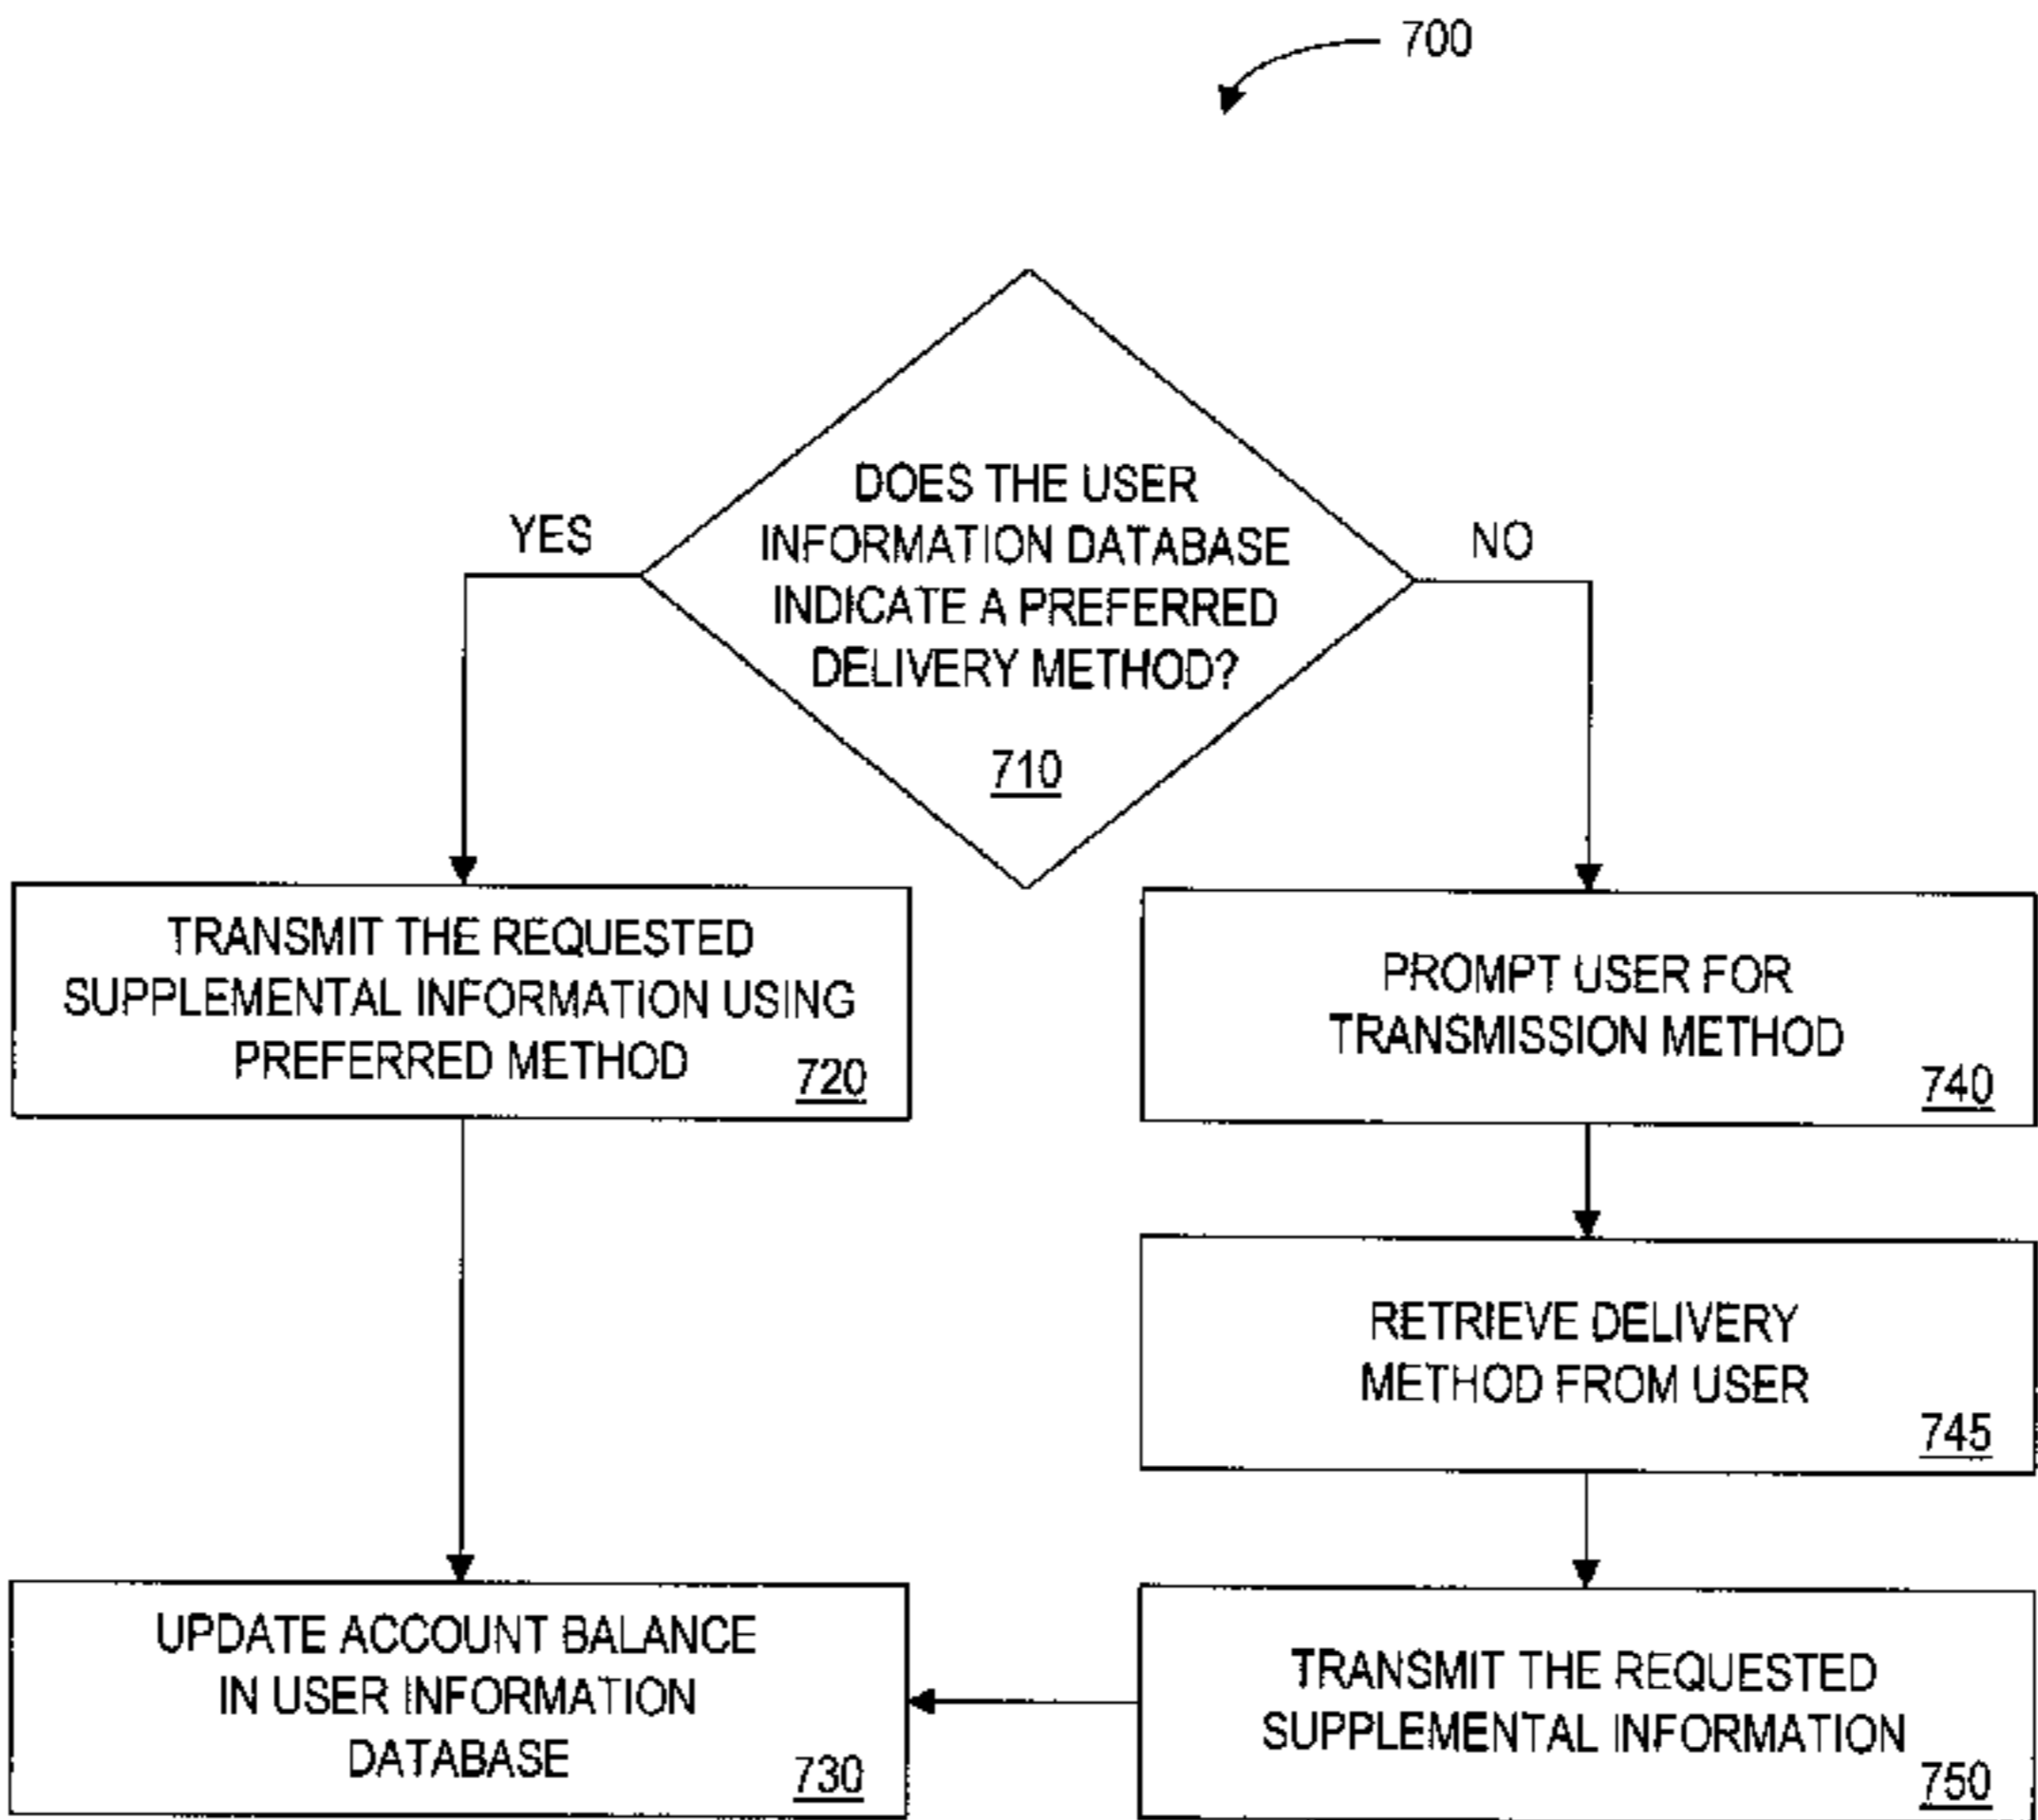 700
DOES THE USER
INFORMATION DATABASE
INDICATE A PREFERRED
DELIVERY METHOD?
710
YES
NO
TRANSMIT THE REQUESTED
SUPPLEMENTAL INFORMATION USING
PREFERRED METHOD
720
PROMPT USER FOR
TRANSMISSION METHOD
740
RETRIEVE DELIVERY
METHOD FROM USER
745
UPDATE ACCOUNT BALANCE
IN USER INFORMATION
DATABASE
730
TRANSMIT THE REQUESTED
SUPPLEMENTAL INFORMATION
750